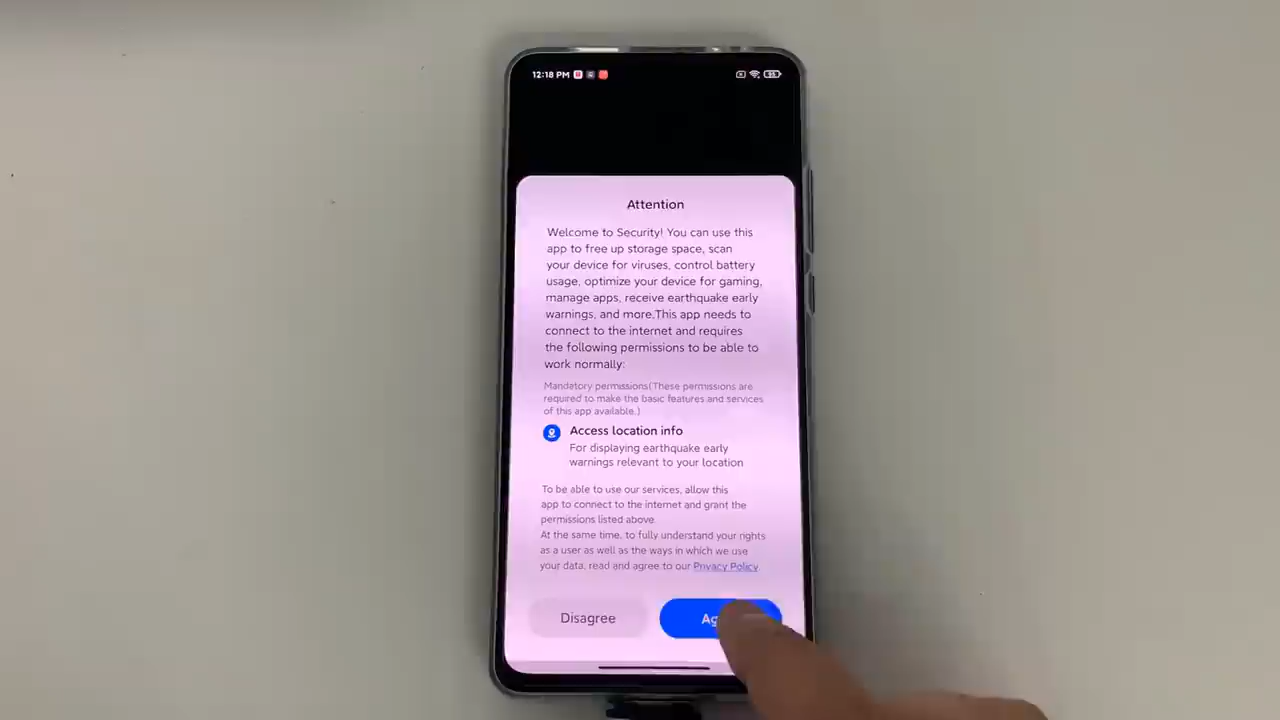 12:18 PM
Attention
Welcome to Security! You can use this
app to free up storage space, scan
your device for viruses, control battery
usage, optimize your device for gaming,
manage apps, receive earthquake early
warnings, and more.This app needs to
connect to the internet and requires
the following permissions to be able to
work normally:
Mandatory permissions(These permissions are
required to make the basic features and services
of this app available.)
Access location info
For displaying earthquake early
warnings relevant to your location
To be able to use our services, allow this
app to connect to the internet and grant the
permissions listed above.
At the same time, to fully understand your rights
as a user as well as the ways in which we use
your data, read and agree to our Privacy Policy.
Disagree